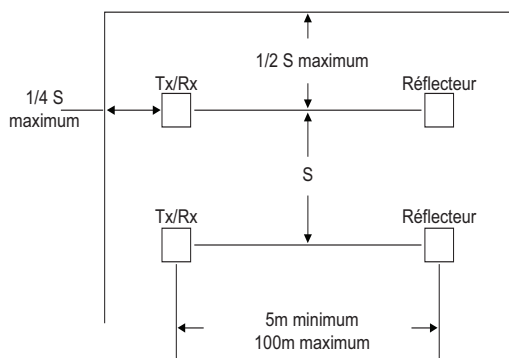 1/2 S maximum
Tx/Rx
Réflecteur
1/4 S
maximum
S
Tx/Rx
Réflecteur
5m minimum
100m maximum